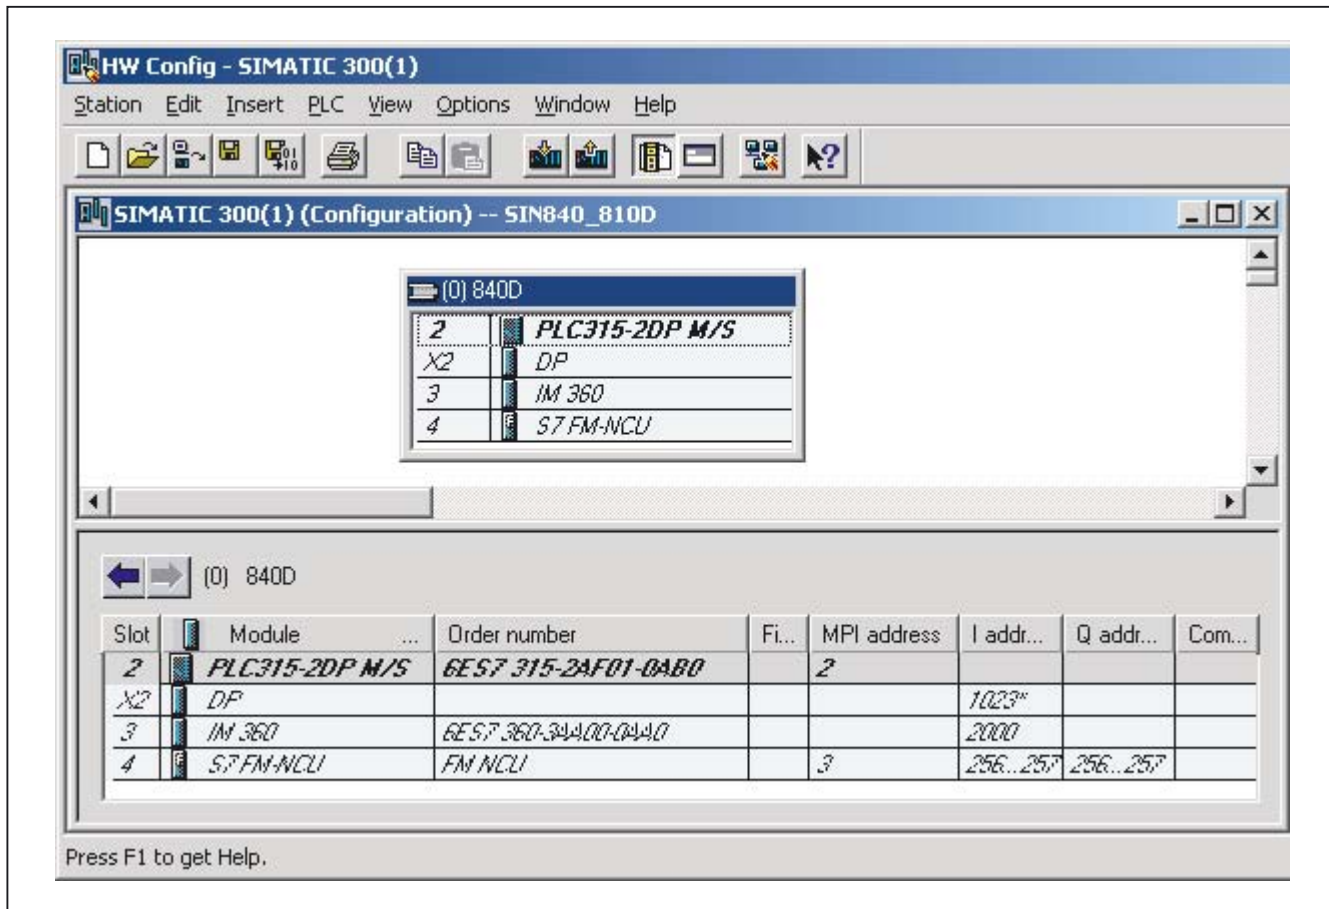 HW Config - SIMATIC 300(1)
Station Edit Insert PLC View Options Window Help
SIMATIC 300(1) (Configuration) -- SIN840_810D
(0) 840D
2 PLC315-2DP M/S
X2 DP
3 IM 360
4 S7 FM-NCU
(0) 840D
Slot Module ... Order number Fi... MPI address I addr... Q addr... Com...
2 PLC315-2DP M/S 6ES7 315-2AF01-0AB0 2
X2 DP 1023*
3 IM 360 6ES7 360-3AA00-0AA0 2000
4 S7 FM-NCU FM NCU 3 256...257 256...257
Press F1 to get Help.